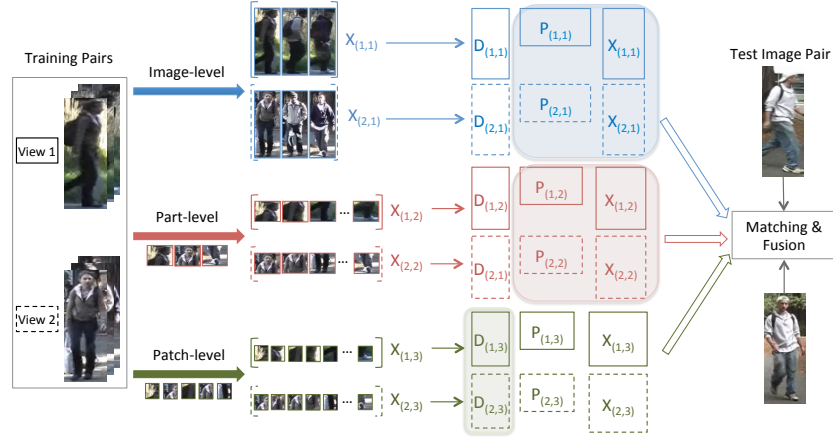 Training Pairs
View 1
View 2
Image-level
X(1,1)
X(2,1)
D(1,1)
P(1,1)
X(1,1)
D(2,1)
P(2,1)
X(2,1)
Part-level
X(1,2)
X(2,2)
D(1,2)
P(1,2)
X(1,2)
D(2,1)
P(2,2)
X(2,2)
Patch-level
...
...
...
...
X(1,3)
X(2,3)
D(1,3)
P(1,3)
X(1,3)
D(2,3)
P(2,3)
X(2,3)
Test Image Pair
Matching &
Fusion